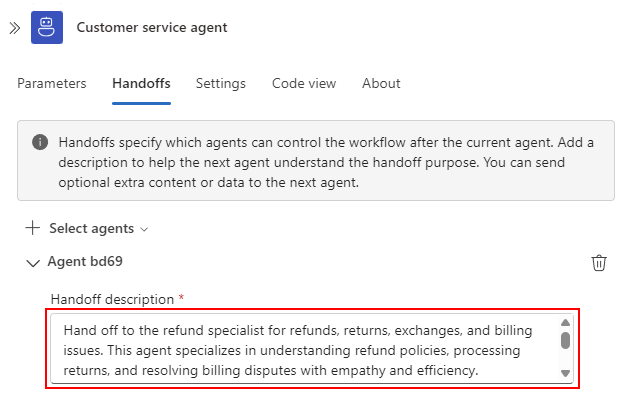 Customer service agent
Parameters Handoffs Settings Code view About
Handoffs specify which agents can control the workflow after the current agent. Add a
description to help the next agent understand the handoff purpose. You can send
optional extra content or data to the next agent.
Select agents
Agent bd69
Handoff description *
Hand off to the refund specialist for refunds, returns, exchanges, and billing
issues. This agent specializes in understanding refund policies, processing
returns, and resolving billing disputes with empathy and efficiency.